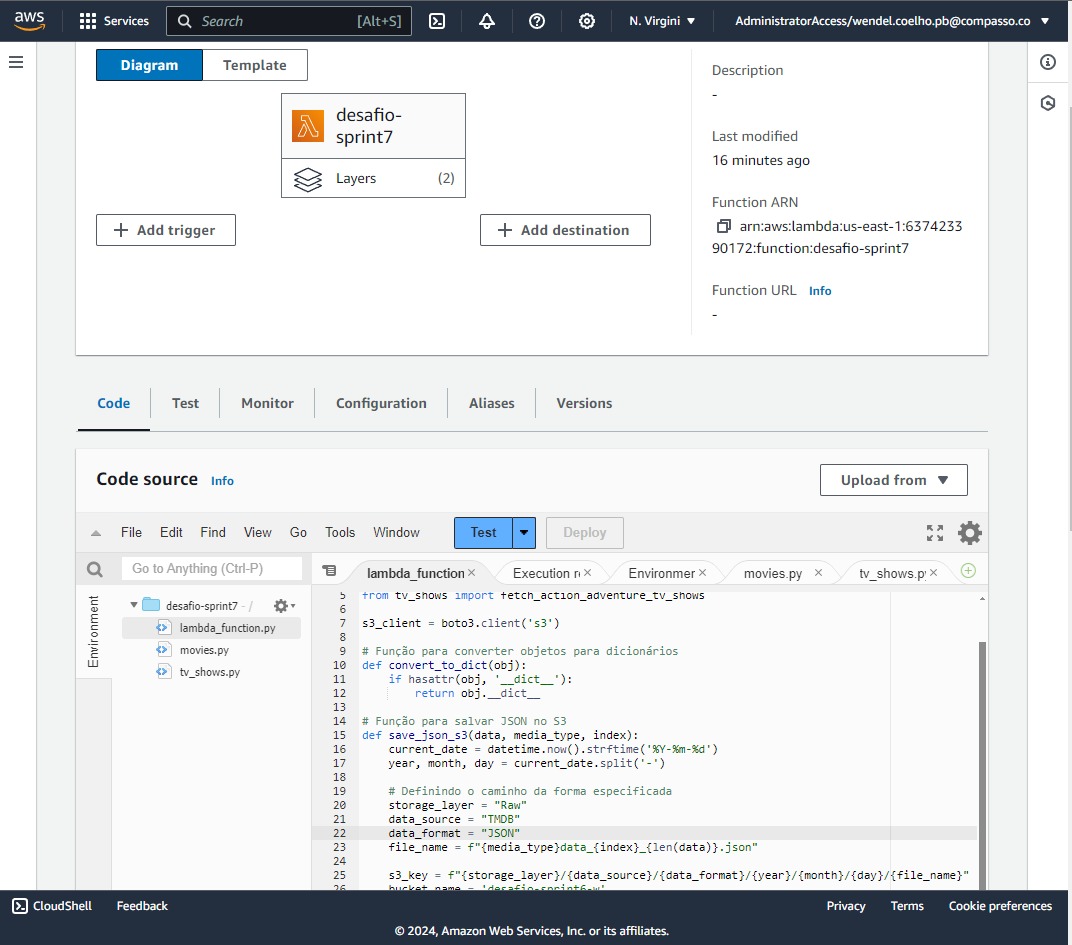 aws
Services
Search [Alt+S]
N. Virgini
AdministratorAccess/wendel.coelho.pb@compasso.co
Diagram
Template
desafio-
sprint7
Layers (2)
Add trigger
Add destination
Description
-
Last modified
16 minutes ago
Function ARN
arn:aws:lambda:us-east-1:6374233
90172:function:desafio-sprint7
Function URL Info
-
Code
Test
Monitor
Configuration
Aliases
Versions
Code source Info
Upload from
File Edit Find View Go Tools Window
Test
Deploy
Go to Anything (Ctrl-P)
lambda_function
Execution r
Environmer
movies.py
tv_shows.p
Environment
desafio-sprint7 - /
lambda_function.py
movies.py
tv_shows.py
5 from tv_shows import fetch_action_adventure_tv_shows
6
7 s3_client = boto3.client('s3')
8
9 # Função para converter objetos para dicionários
10 def convert_to_dict(obj):
11 if hasattr(obj, '__dict__'):
12 return obj.__dict__
13
14 # Função para salvar JSON no S3
15 def save_json_s3(data, media_type, index):
16 current_date = datetime.now().strftime('%Y-%m-%d')
17 year, month, day = current_date.split('-')
18
19 # Definindo o caminho da forma especificada
20 storage_layer = "Raw"
21 data_source = "TMDB"
22 data_format = "JSON"
23 file_name = f"{media_type}data_{index}_{len(data)}.json"
24
25 s3_key = f"{storage_layer}/{data_source}/{data_format}/{year}/{month}/{day}/{file_name}"
26 bucket_name = 'desafio-sprint6-w'
CloudShell
Feedback
Privacy
Terms
Cookie preferences
© 2024, Amazon Web Services, Inc. or its affiliates.